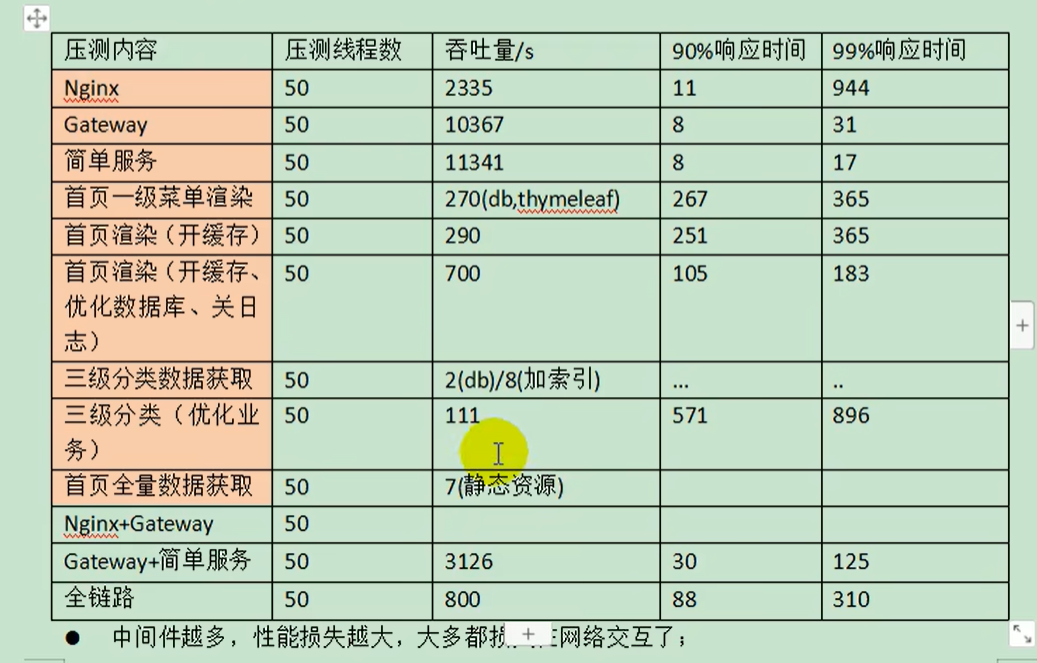 压测内容 压测线程数 吞吐量/s 90%响应时间 99%响应时间
Nginx 50 2335 11 944
Gateway 50 10367 8 31
简单服务 50 11341 8 17
首页一级菜单渲染 50 270(db,thymeleaf) 267 365
首页渲染（开缓存） 50 290 251 365
首页渲染（开缓存、 50 700 105 183
优化数据库、关日
志）
三级分类数据获取 50 2(db)/8(加索引) ... ..
三级分类（优化业 50 111 571 896
务）
首页全量数据获取 50 7(静态资源)
Nginx+Gateway 50
Gateway+简单服务 50 3126 30 125
全链路 50 800 88 310
● 中间件越多，性能损失越大，大多都损 网络交互了；